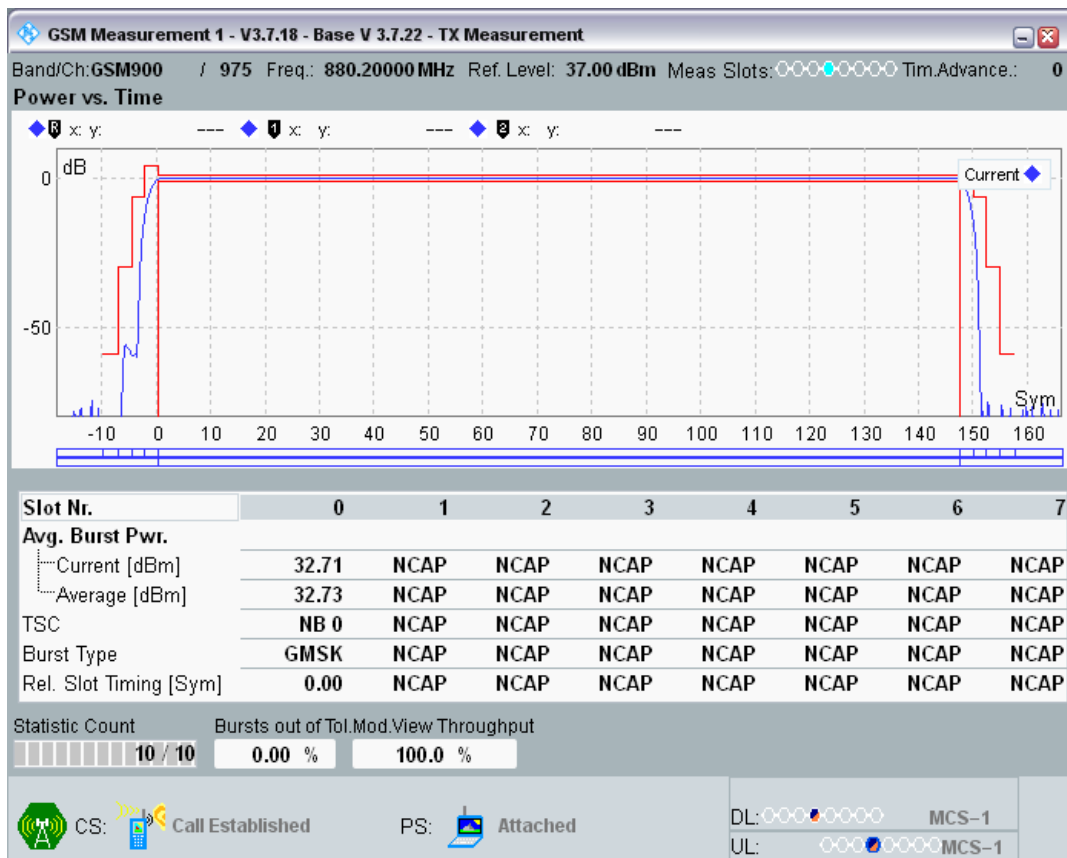 GSM Measurement 1 - V3.7.18 - Base V 3.7.22 - TX Measurement
Band/Ch:GSM900 / 975 Freq.: 880.20000 MHz Ref. Level: 37.00 dBm Meas Slots: Tim.Advance.: 0
Power vs. Time
R x: y: --- 1 x: y: --- 2 x: y: ---
dB
0
Current
-50
Sym
-10 0 10 20 30 40 50 60 70 80 90 100 110 120 130 140 150 160
Slot Nr. 0 1 2 3 4 5 6 7
Avg. Burst Pwr.
Current [dBm] 32.71 NCAP NCAP NCAP NCAP NCAP NCAP NCAP
Average [dBm] 32.73 NCAP NCAP NCAP NCAP NCAP NCAP NCAP
TSC NB 0 NCAP NCAP NCAP NCAP NCAP NCAP NCAP
Burst Type GMSK NCAP NCAP NCAP NCAP NCAP NCAP NCAP
Rel. Slot Timing [Sym] 0.00 NCAP NCAP NCAP NCAP NCAP NCAP NCAP
Statistic Count Bursts out of Tol.Mod.View Throughput
10 / 10 0.00 % 100.0 %
CS: Call Established PS: Attached
DL: MCS-1
UL: MCS-1